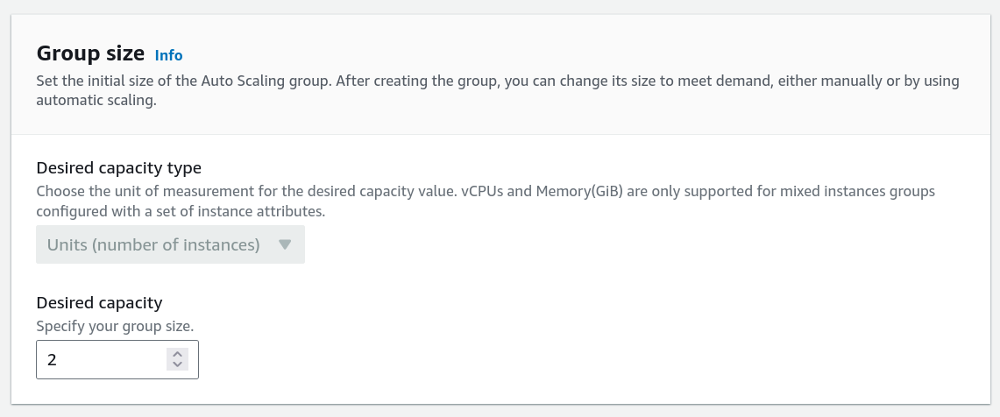 Group size Info
Set the initial size of the Auto Scaling group. After creating the group, you can change its size to meet demand, either manually or by using
automatic scaling.
Desired capacity type
Choose the unit of measurement for the desired capacity value. vCPUs and Memory(GiB) are only supported for mixed instances groups
configured with a set of instance attributes.
Units (number of instances)
Desired capacity
Specify your group size.
2